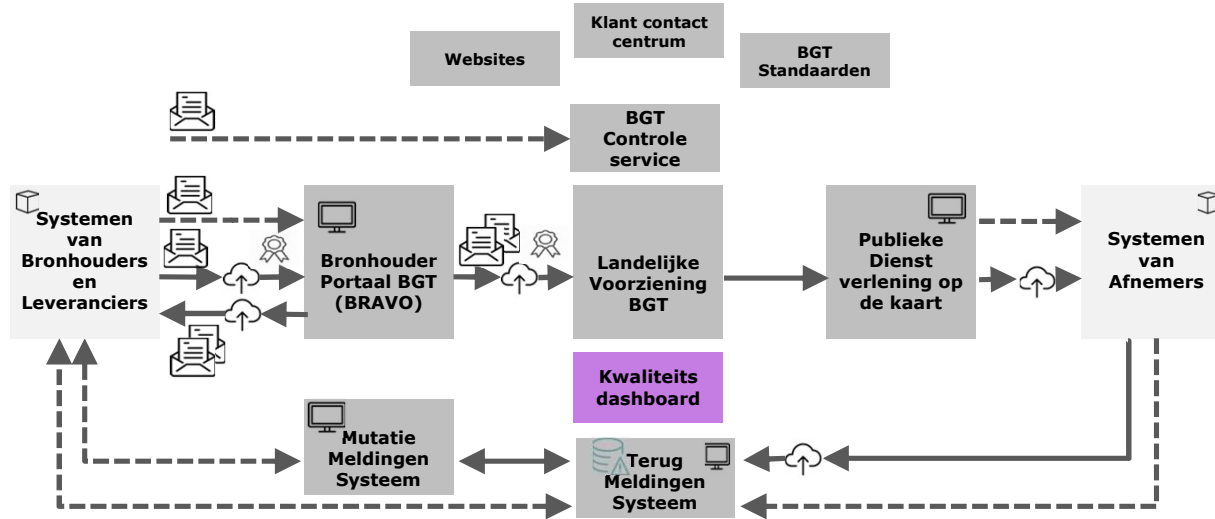 Klant contact
centrum
Websites
BGT
Standaarden
BGT
Controle
service
Systemen
van
Bronhouders
en
Leveranciers
Bronhouder
Portaal BGT
(BRAVO)
Landelijke
Voorziening
BGT
Publieke
Dienst
verlening op
de kaart
Systemen
van
Afnemers
Kwaliteits
dashboard
Mutatie
Meldingen
Systeem
Terug
Meldingen
Systeem